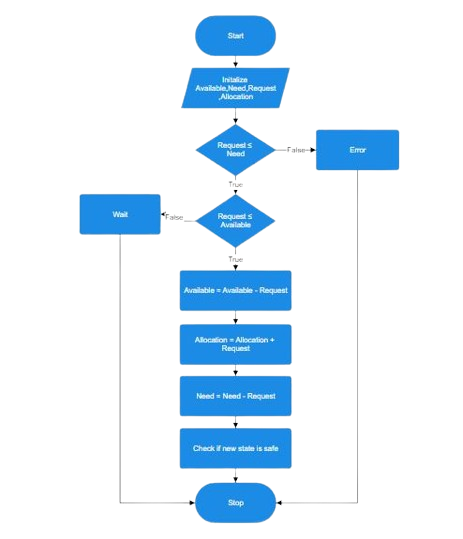 Start
Initalize
Available,Need,Request
,Allocation
Request ≤
Need
False
Error
True
Wait
False
Request ≤
Available
True
Available = Available - Request
Allocation = Allocation +
Request
Need = Need - Request
Check if new state is safe
Stop